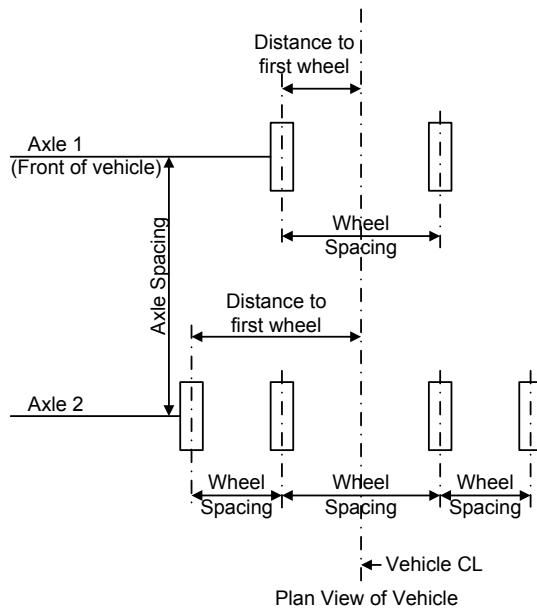 Distance to
first wheel
Axle 1
(Front of vehicle)
Wheel
Spacing
Axle Spacing
Distance to
first wheel
Axle 2
Wheel
Spacing
Wheel
Spacing
Wheel
Spacing
Vehicle CL
Plan View of Vehicle